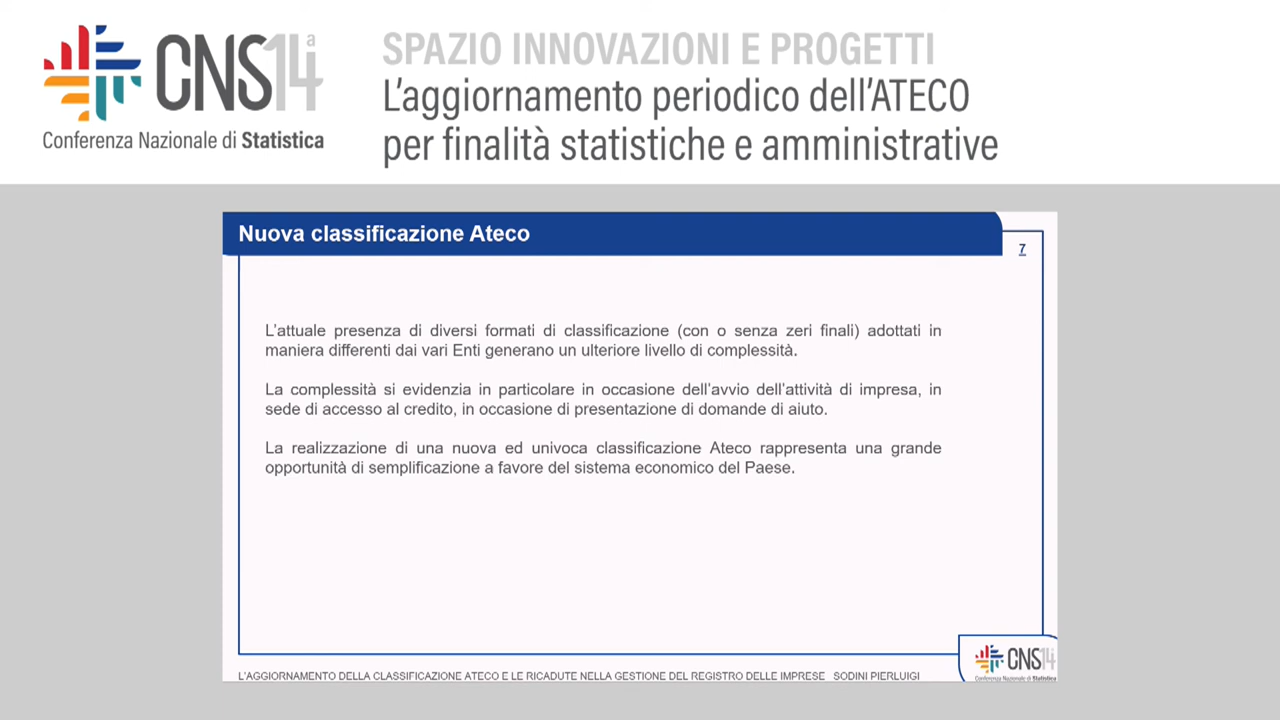 CNS14a
Conferenza Nazionale di Statistica
SPAZIO INNOVAZIONI E PROGETTI
L'aggiornamento periodico dell'ATECO
per finalità statistiche e amministrative
Nuova classificazione Ateco
7
L'attuale presenza di diversi formati di classificazione (con o senza zeri finali) adottati in
maniera differenti dai vari Enti generano un ulteriore livello di complessità.
La complessità si evidenzia in particolare in occasione dell'avvio dell'attività di impresa, in
sede di accesso al credito, in occasione di presentazione di domande di aiuto.
La realizzazione di una nuova ed univoca classificazione Ateco rappresenta una grande
opportunità di semplificazione a favore del sistema economico del Paese.
CNS14
Conferenza Nazionale di Statistica
L'AGGIORNAMENTO DELLA CLASSIFICAZIONE ATECO E LE RICADUTE NELLA GESTIONE DEL REGISTRO DELLE IMPRESE SODINI PIERLUIGI